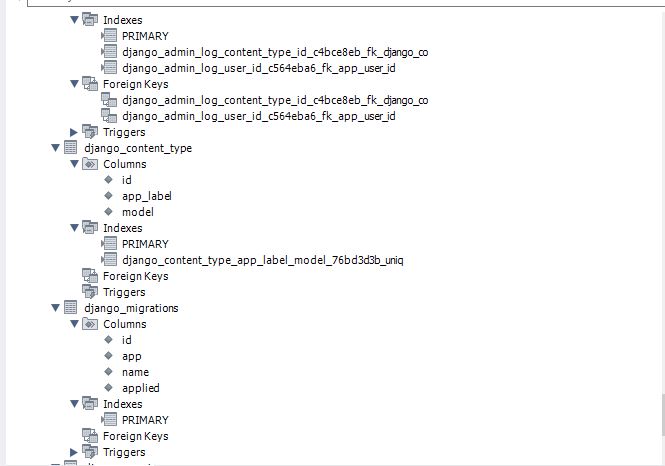 Indexes
PRIMARY
django_admin_log_content_type_id_c4bce8eb_fk_django_co
django_admin_log_user_id_c564eba6_fk_app_user_id
Foreign Keys
django_admin_log_content_type_id_c4bce8eb_fk_django_co
django_admin_log_user_id_c564eba6_fk_app_user_id
Triggers
django_content_type
Columns
id
app_label
model
Indexes
PRIMARY
django_content_type_app_label_model_76bd3d3b_uniq
Foreign Keys
Triggers
django_migrations
Columns
id
app
name
applied
Indexes
PRIMARY
Foreign Keys
Triggers